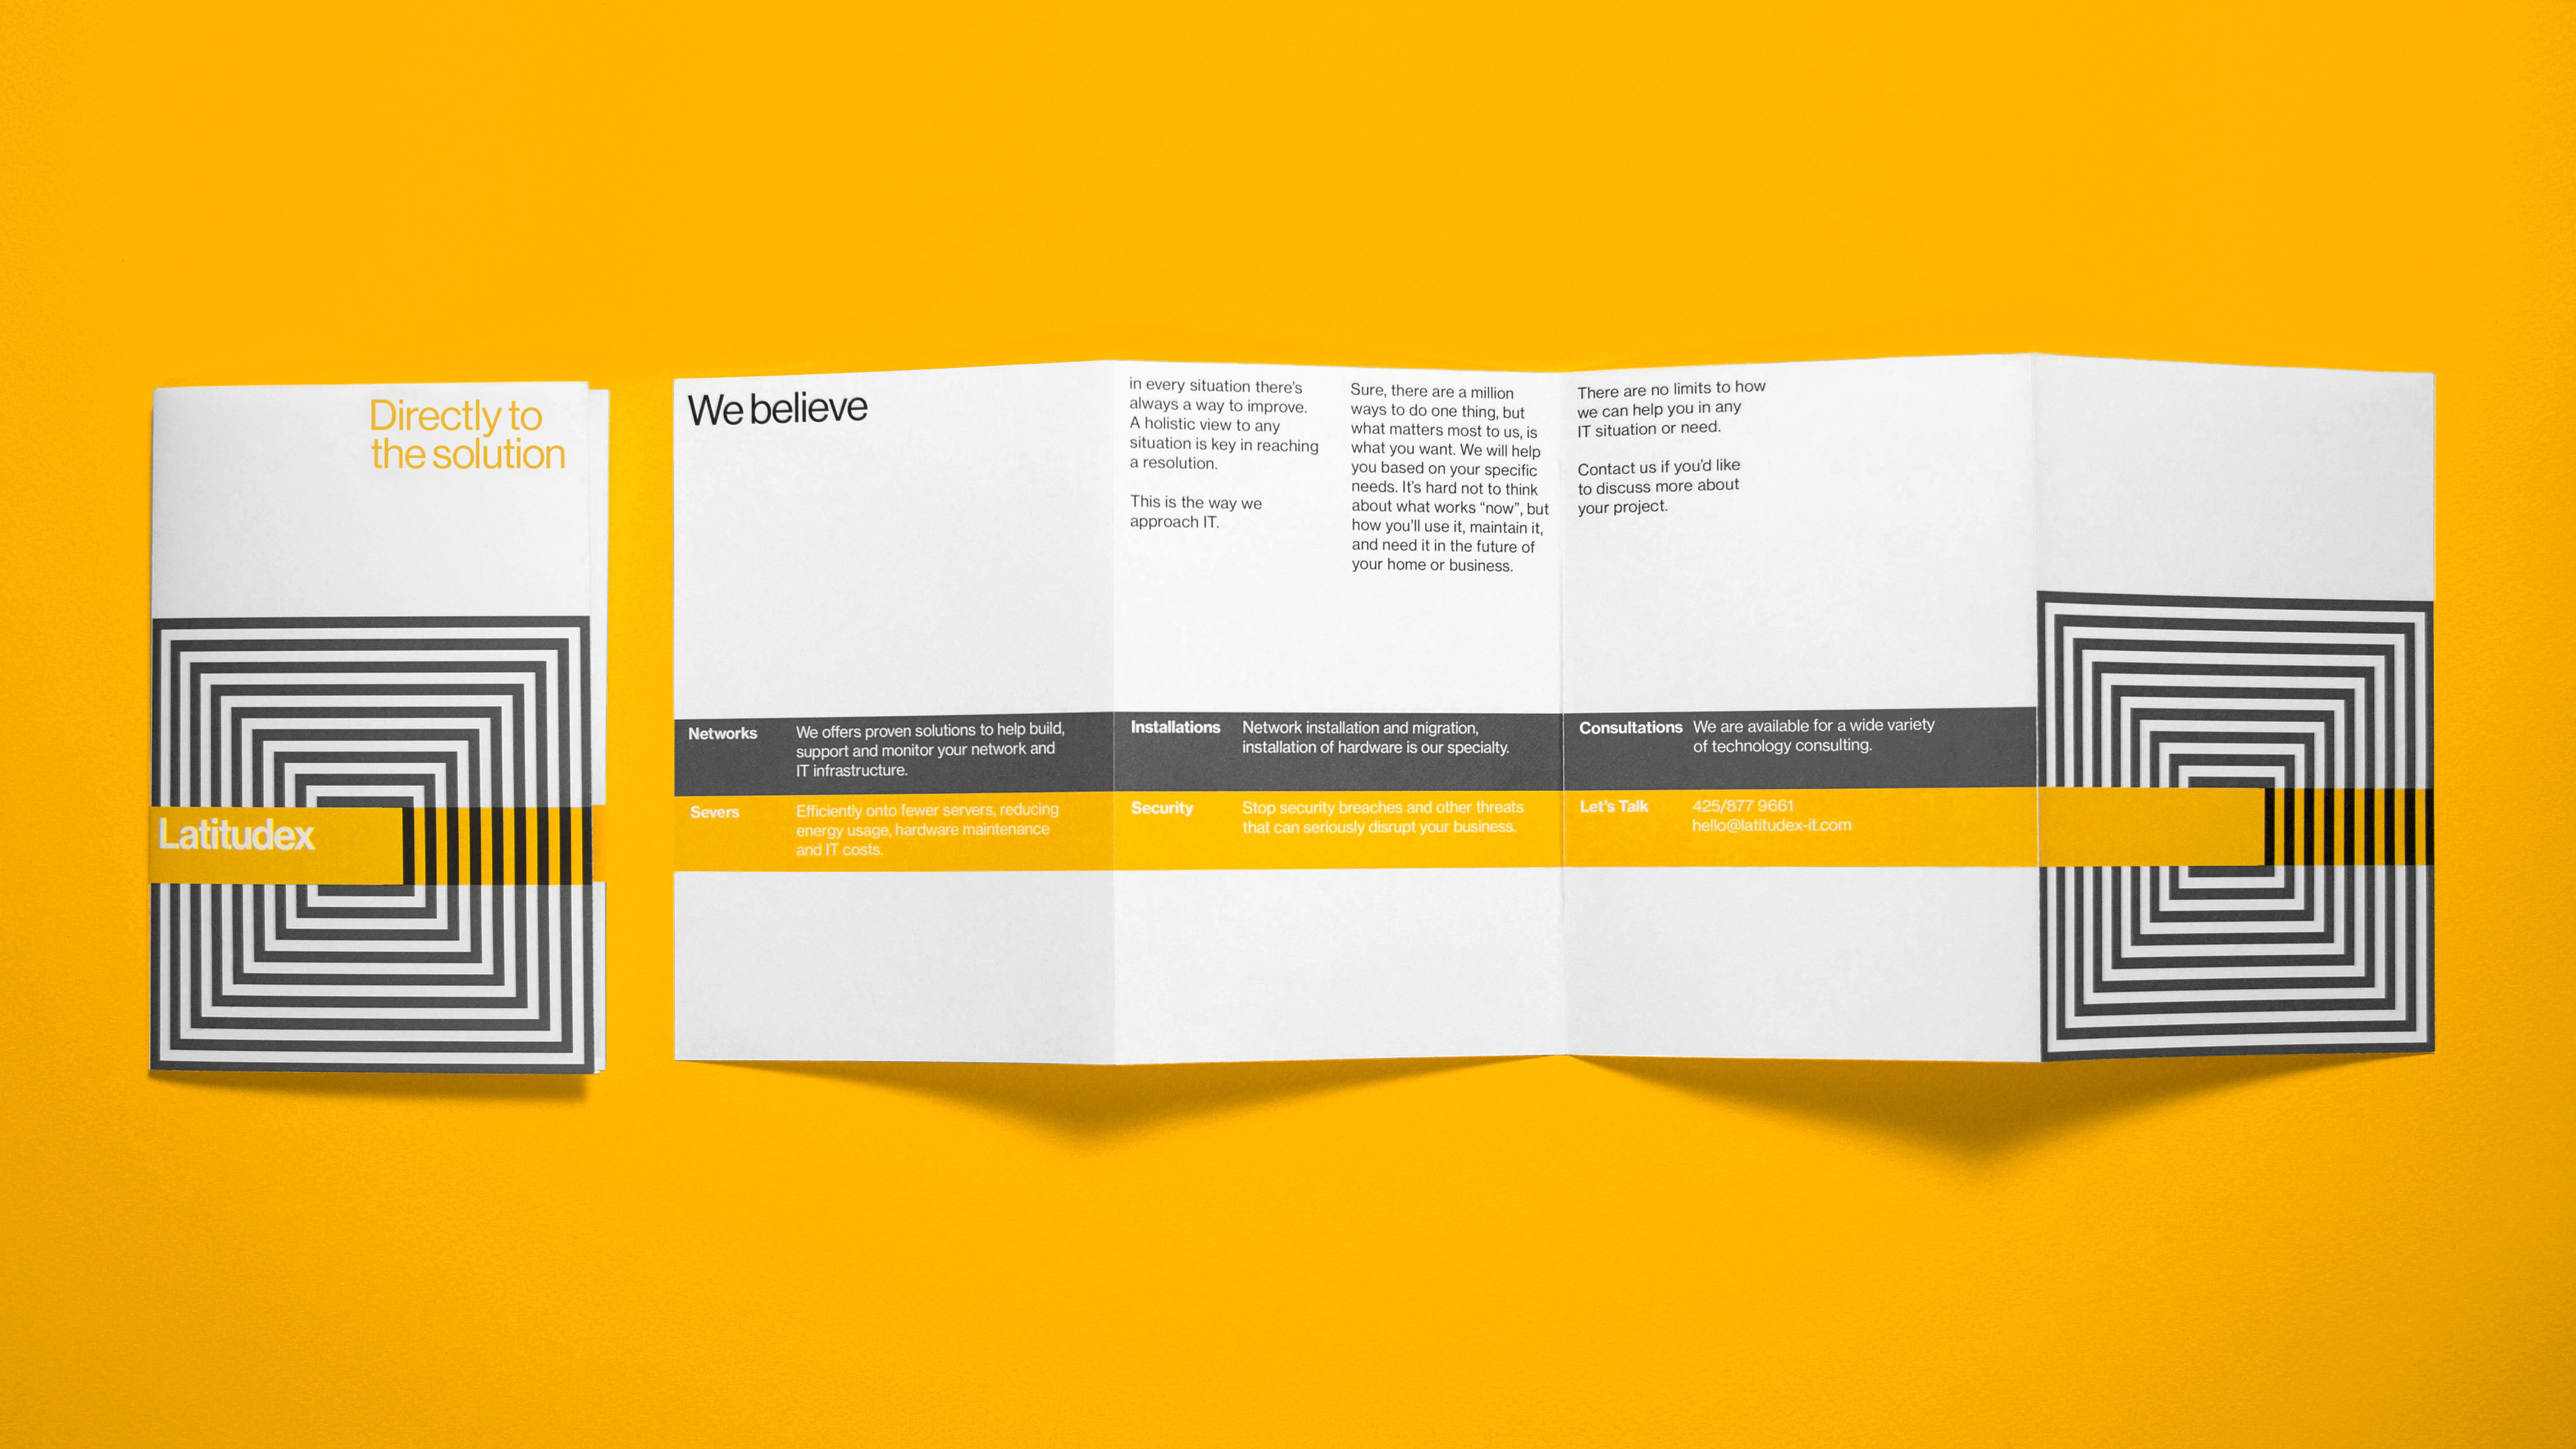 Directly to
the solution
Latitudex
We believe
in every situation there's
always a way to improve.
A holistic view to any
situation is key in reaching
a resolution.
This is the way we
approach IT.
Sure, there are a million
ways to do one thing, but
what matters most to us, is
what you want. We will help
you based on your specific
needs. It's hard not to think
about what works “now”, but
how you'll use it, maintain it,
and need it in the future of
your home or business.
There are no limits to how
we can help you in any
IT situation or need.
Contact us if you'd like
to discuss more about
your project.
Networks
We offers proven solutions to help build,
support and monitor your network and
IT infrastructure.
Installations
Network installation and migration,
installation of hardware is our specialty.
Consultations
We are available for a wide variety
of technology consulting.
Severs
Efficiently onto fewer servers, reducing
energy usage, hardware maintenance
and IT costs.
Security
Stop security breaches and other threats
that can seriously disrupt your business.
Let's Talk
425/877 9661
hello@latitudex-it.com